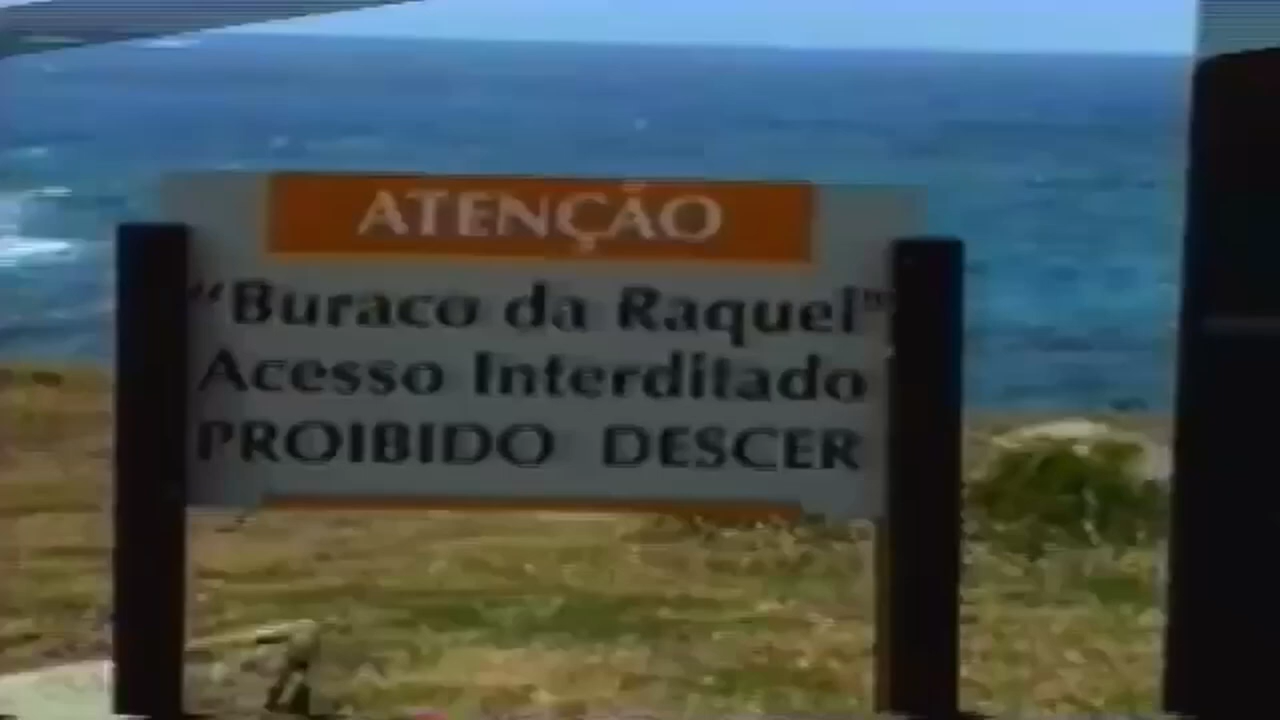 ATENÇÃO
"Buraco da Raquel"
Acesso Interditado
PROIBIDO DESCER